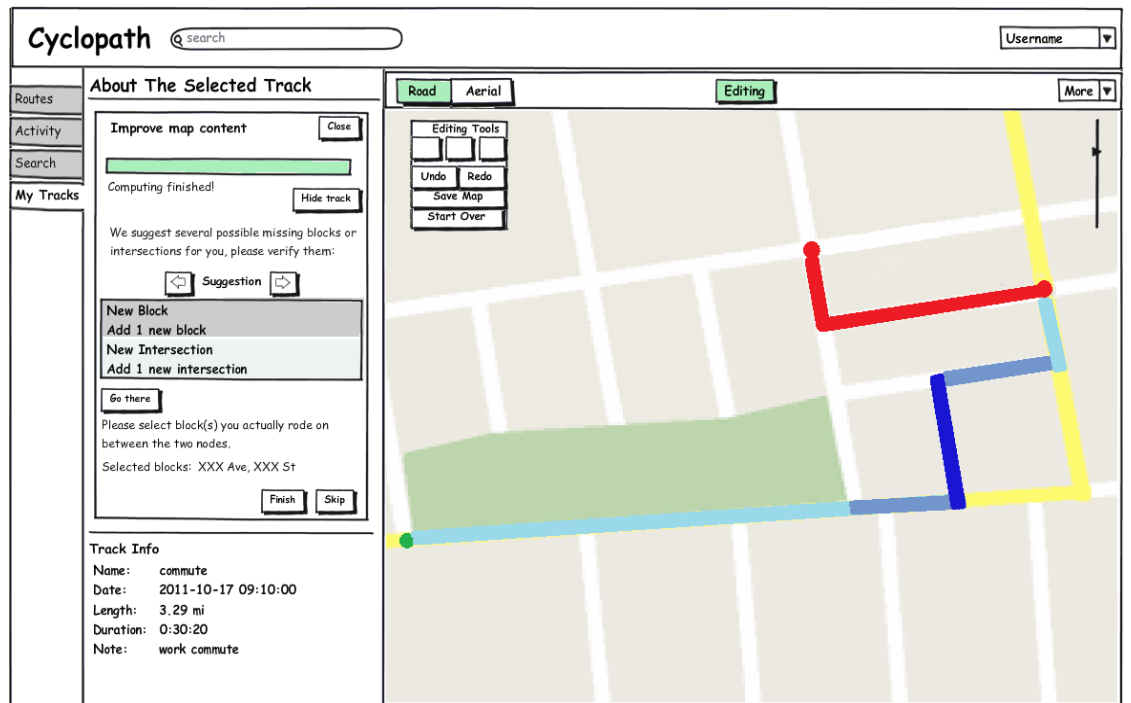 Cyclopath
search
Username
Routes
Activity
Search
My Tracks
About The Selected Track
Improve map content
Close
Computing finished!
Hide track
We suggest several possible missing blocks or
intersections for you, please verify them:
Suggestion
New Block
Add 1 new block
New Intersection
Add 1 new intersection
Go there
Please select block(s) you actually rode on
between the two nodes.
Selected blocks: XXX Ave, XXX St
Finish Skip
Track Info
Name: commute
Date: 2011-10-17 09:10:00
Length: 3.29 mi
Duration: 0:30:20
Note: work commute
Road Aerial
Editing
More
Editing Tools
Undo Redo
Save Map
Start Over